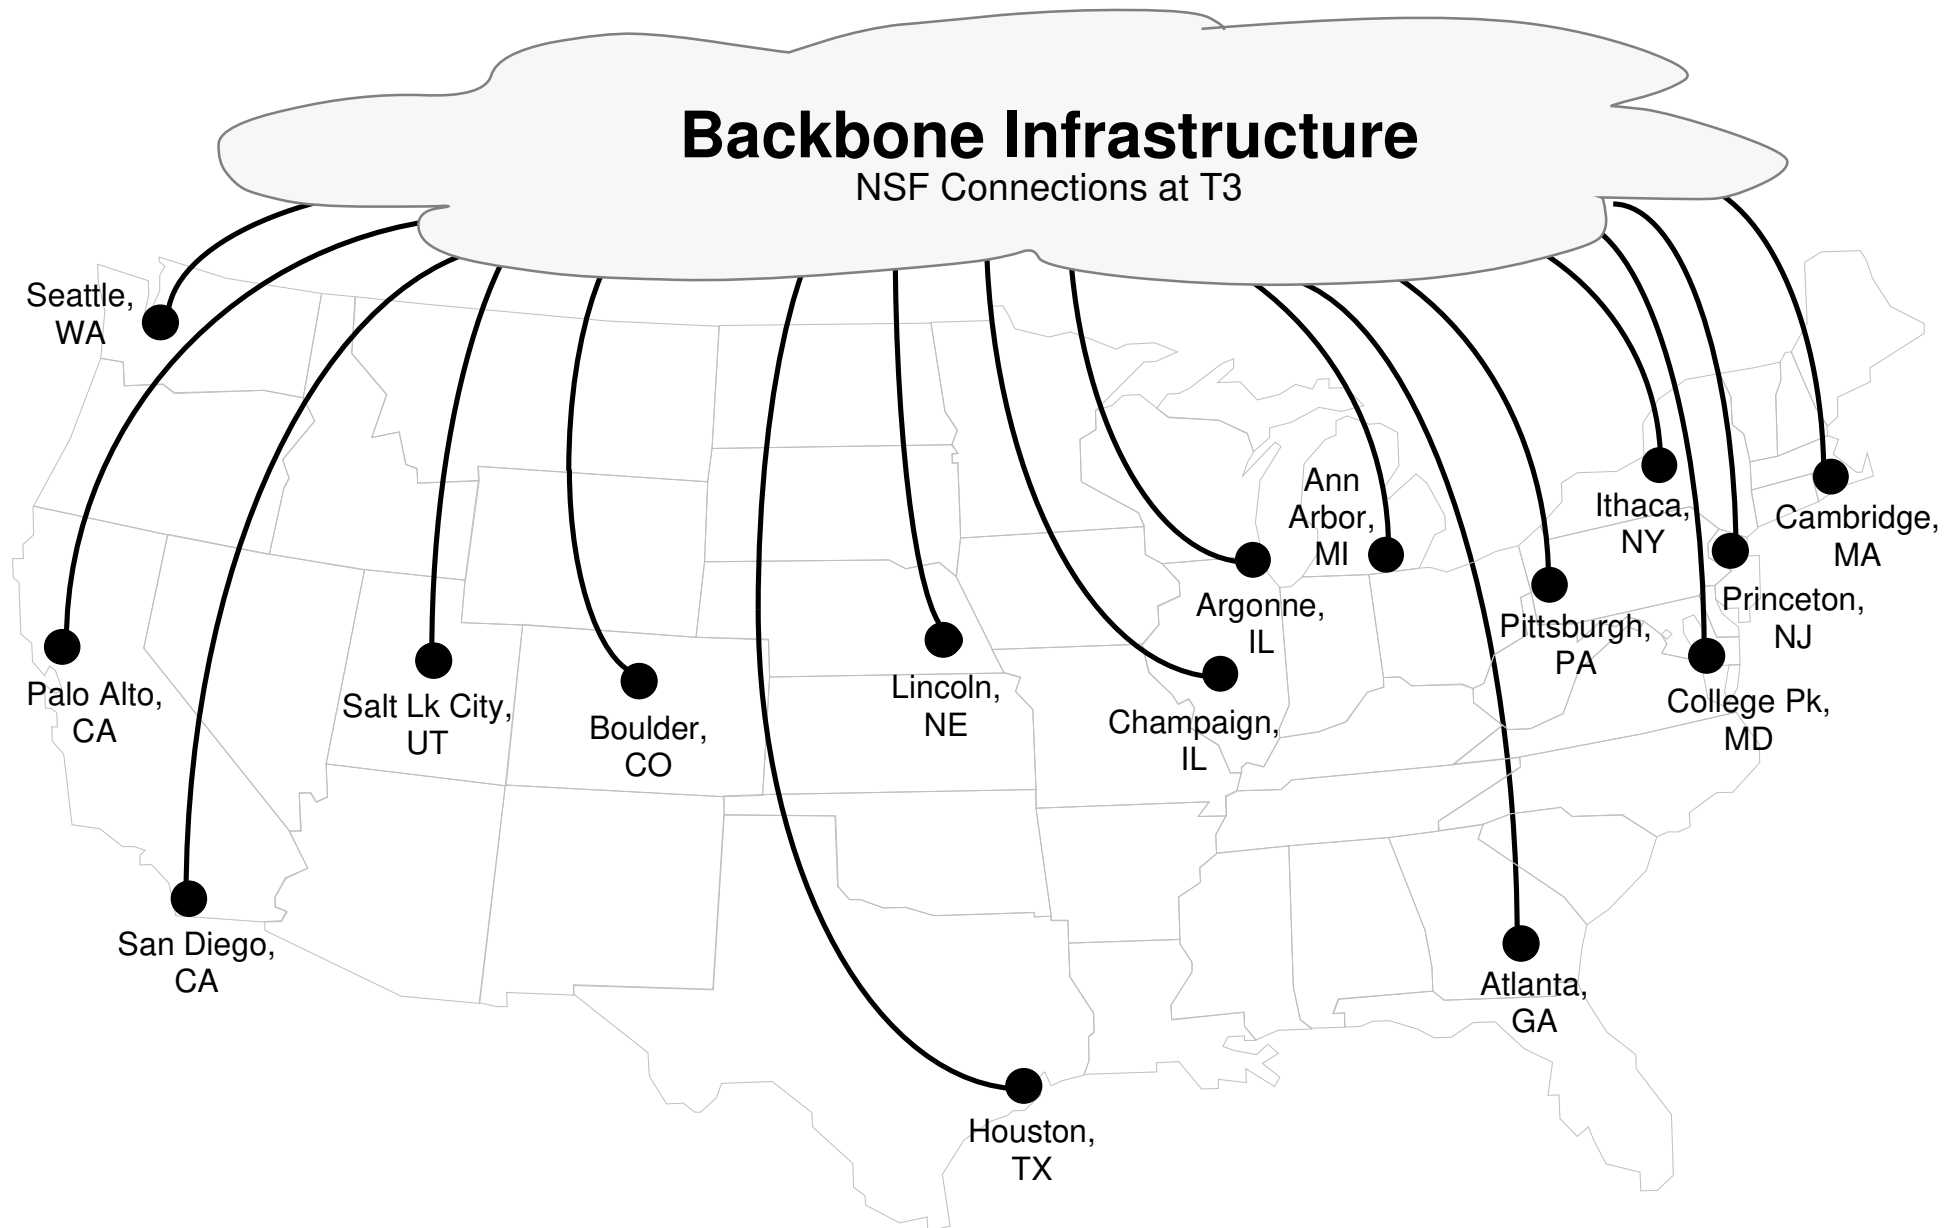 Backbone Infrastructure
NSF Connections at T3
Seattle,
WA
Palo Alto,
CA
San Diego,
CA
Salt Lk City,
UT
Boulder,
CO
Houston,
TX
Lincoln,
NE
Champaign,
IL
Argonne,
IL
Ann
Arbor,
MI
Atlanta,
GA
Pittsburgh,
PA
Ithaca,
NY
College Pk,
MD
Princeton,
NJ
Cambridge,
MA